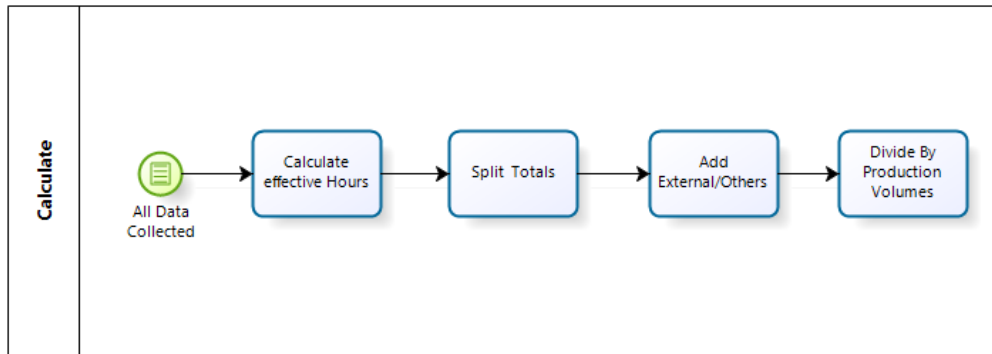 Calculate
All Data
Collected
Calculate
effective Hours
Split Totals
Add
External/Others
Divide By
Production
Volumes